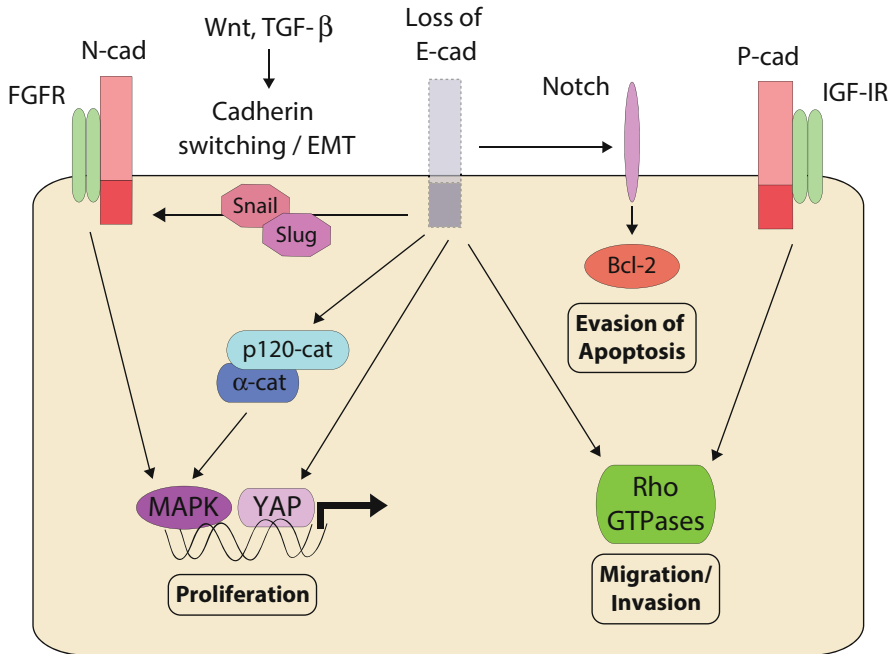 Wnt, TGF-β
Loss of
E-cad
N-cad
P-cad
FGFR
Notch
IGF-IR
Cadherin
switching / EMT
Snail
Slug
Bcl-2
Evasion of
Apoptosis
p120-cat
α-cat
MAPK
YAP
Rho
GTPases
Proliferation
Migration/
Invasion